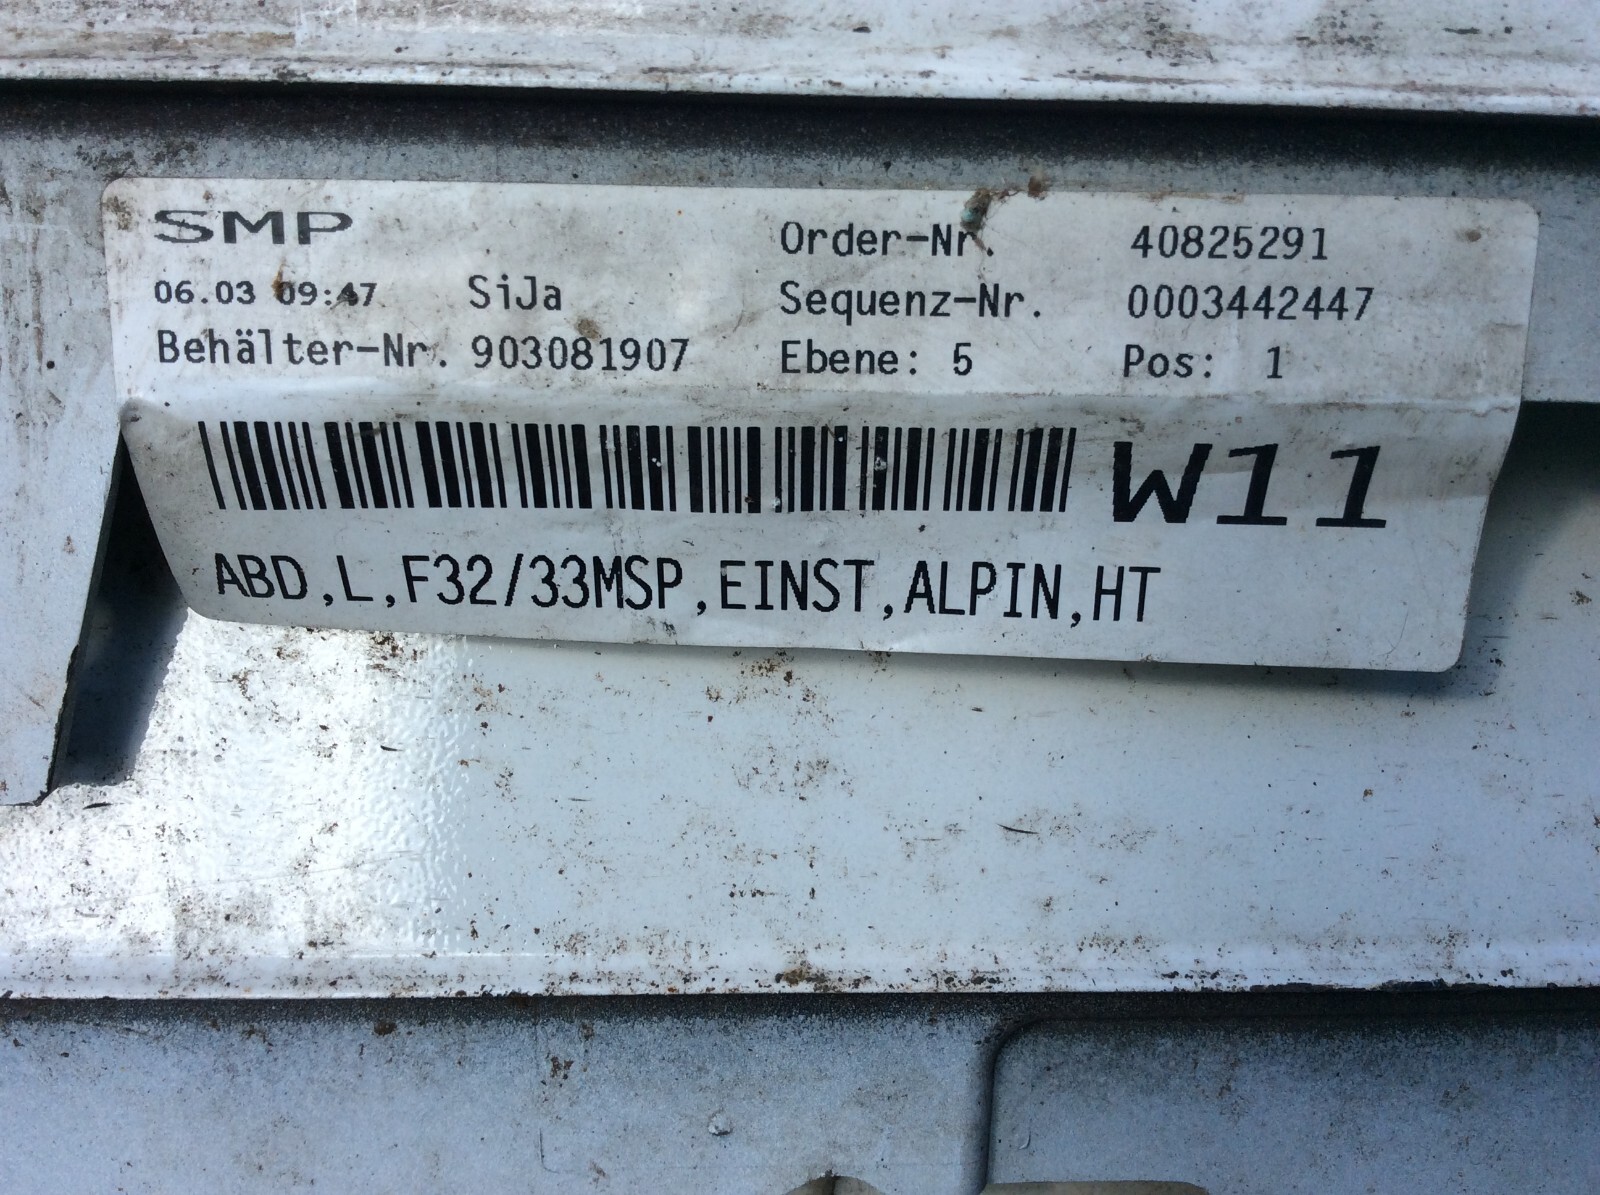 SMP
Order-Nr. 40825291
06.03 09:47 SiJa Sequenz-Nr. 0003442447
Behälter-Nr. 903081907 Ebene: 5 Pos: 1
W11
ABD,L,F32/33MSP,EINST,ALPIN,HT